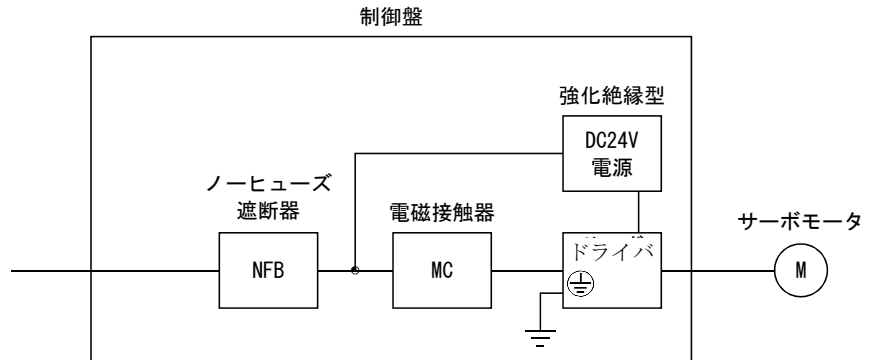 制御盤
強化絶縁型
DC24V
電源
ノーヒューズ
遮断器
電磁接触器
サーボモータ
NFB
MC
ドライバ
M